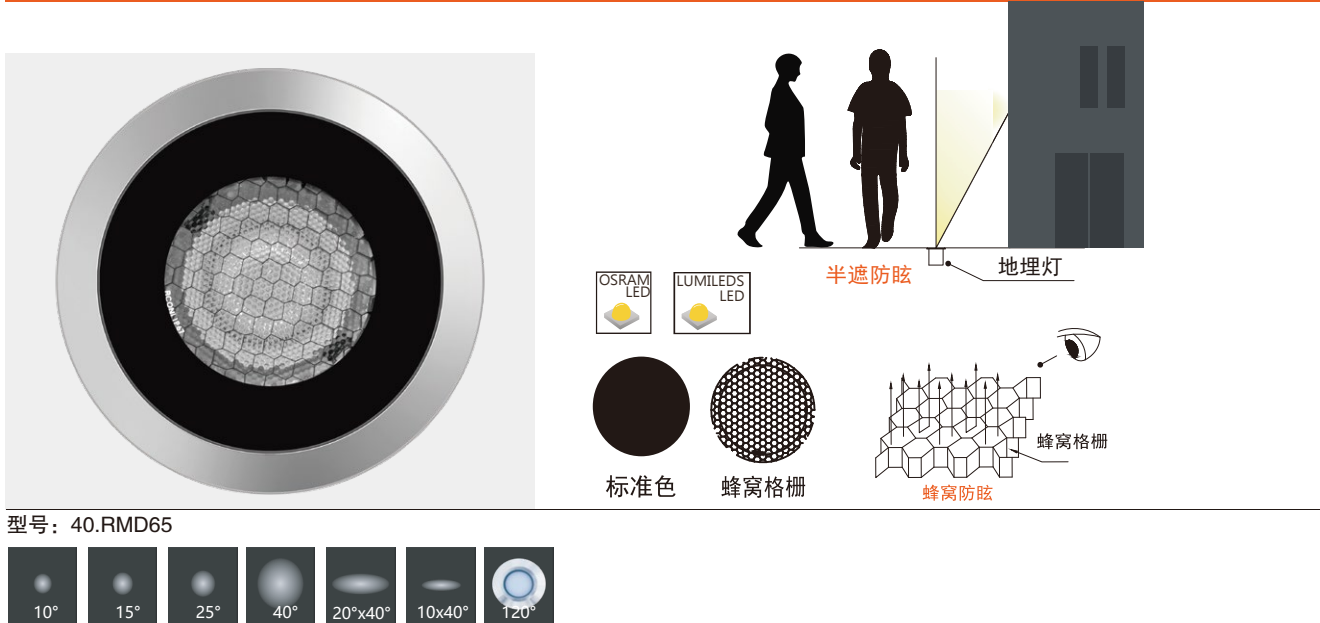 半遮防眩
地埋灯
OSRAM
LED
LUMILEDS
LED
标准色
蜂窝格栅
蜂窝格栅
蜂窝防眩
型号：40.RMD65
10°
15°
25°
40°
20°x40°
10x40°
120°